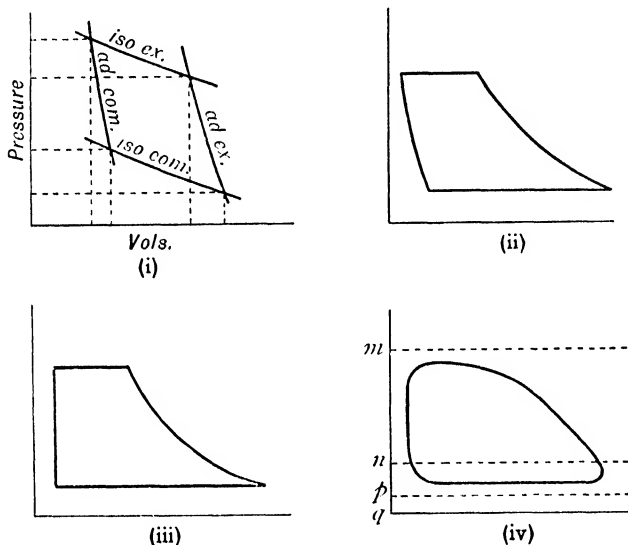 iso ex.
ad com.
ad ex.
iso com.
Pressure
Vols.
(i)
(ii)
(iii)
m
n
p
q
(iv)